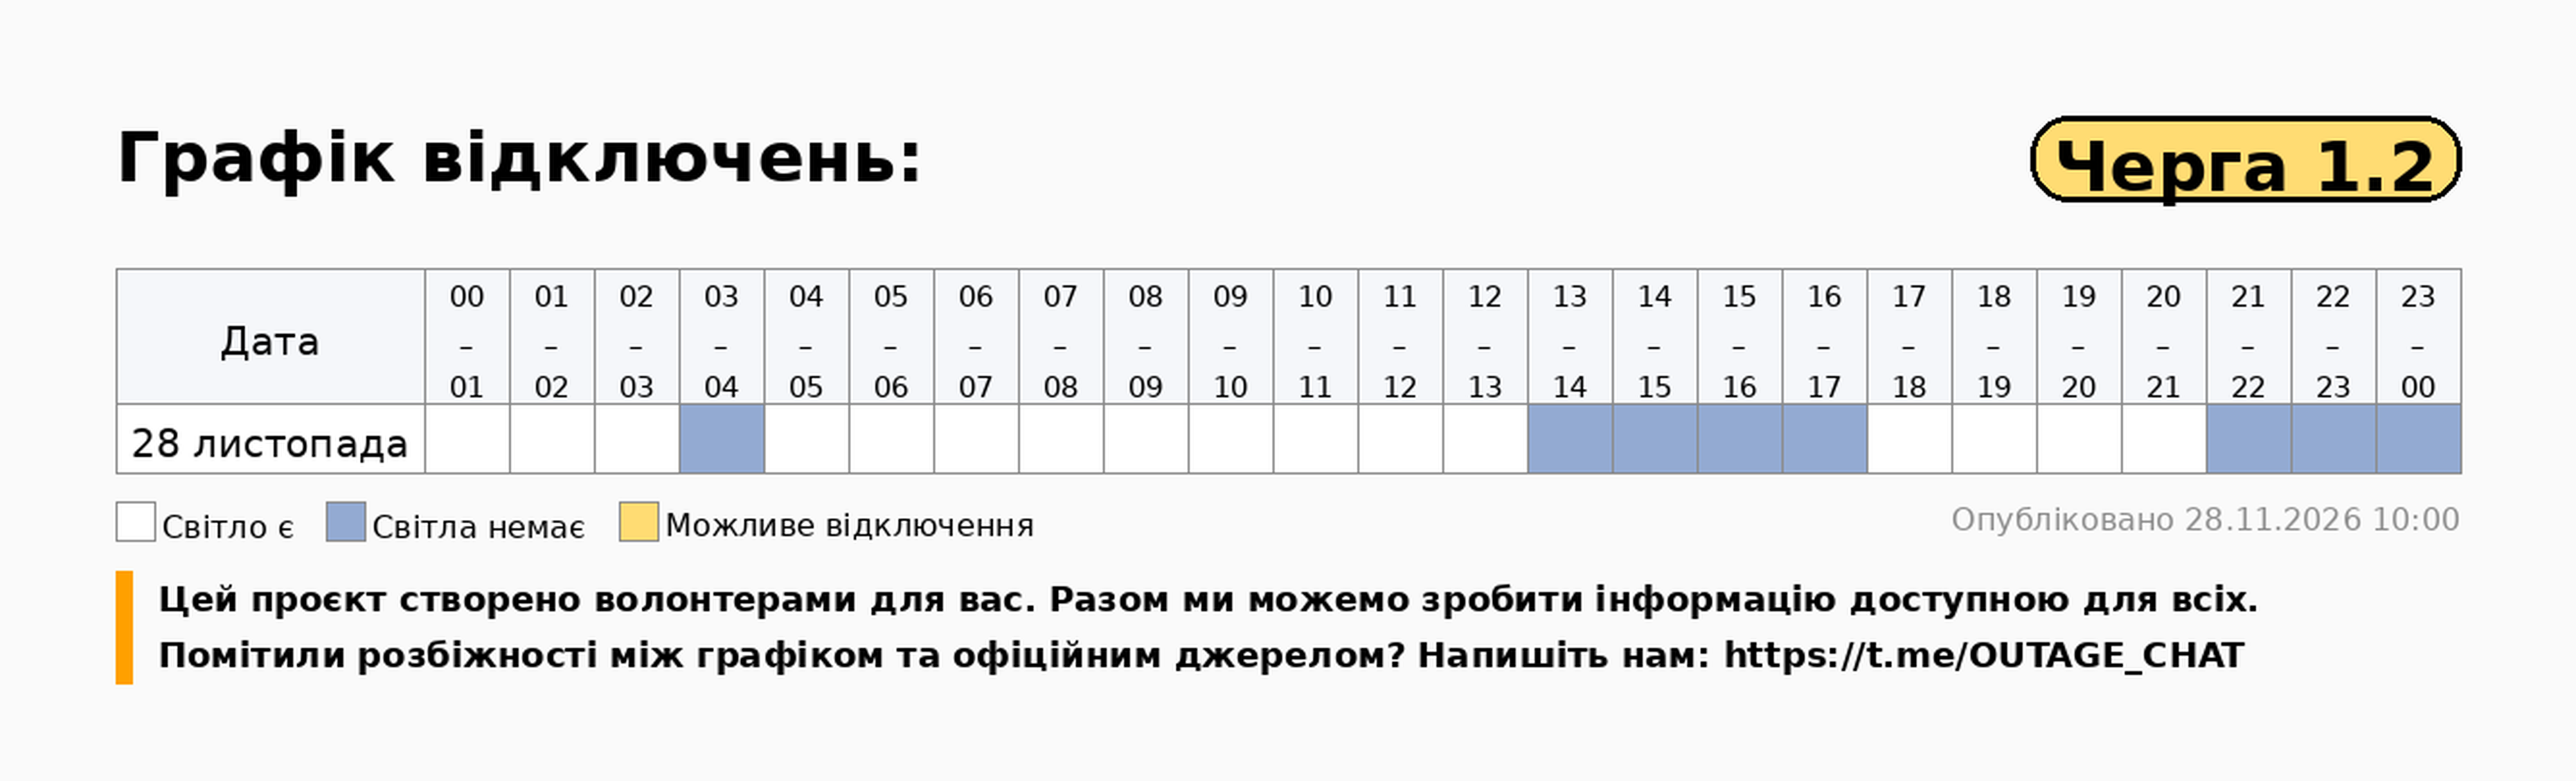 Графік відключень:
Черга 1.2
Дата 00 – 01 01 – 02 02 – 03 03 – 04 04 – 05 05 – 06 06 – 07 07 – 08 08 – 09 09 – 10 10 – 11 11 – 12 12 – 13 13 – 14 14 – 15 15 – 16 16 – 17 17 – 18 18 – 19 19 – 20 20 – 21 21 – 22 22 – 23 23 – 00
28 листопада
Світло є Світла немає Можливе відключення
Опубліковано 28.11.2026 10:00
Цей проєкт створено волонтерами для вас. Разом ми можемо зробити інформацію доступною для всіх.
Помітили розбіжності між графіком та офіційним джерелом? Напишіть нам: https://t.me/OUTAGE_CHAT